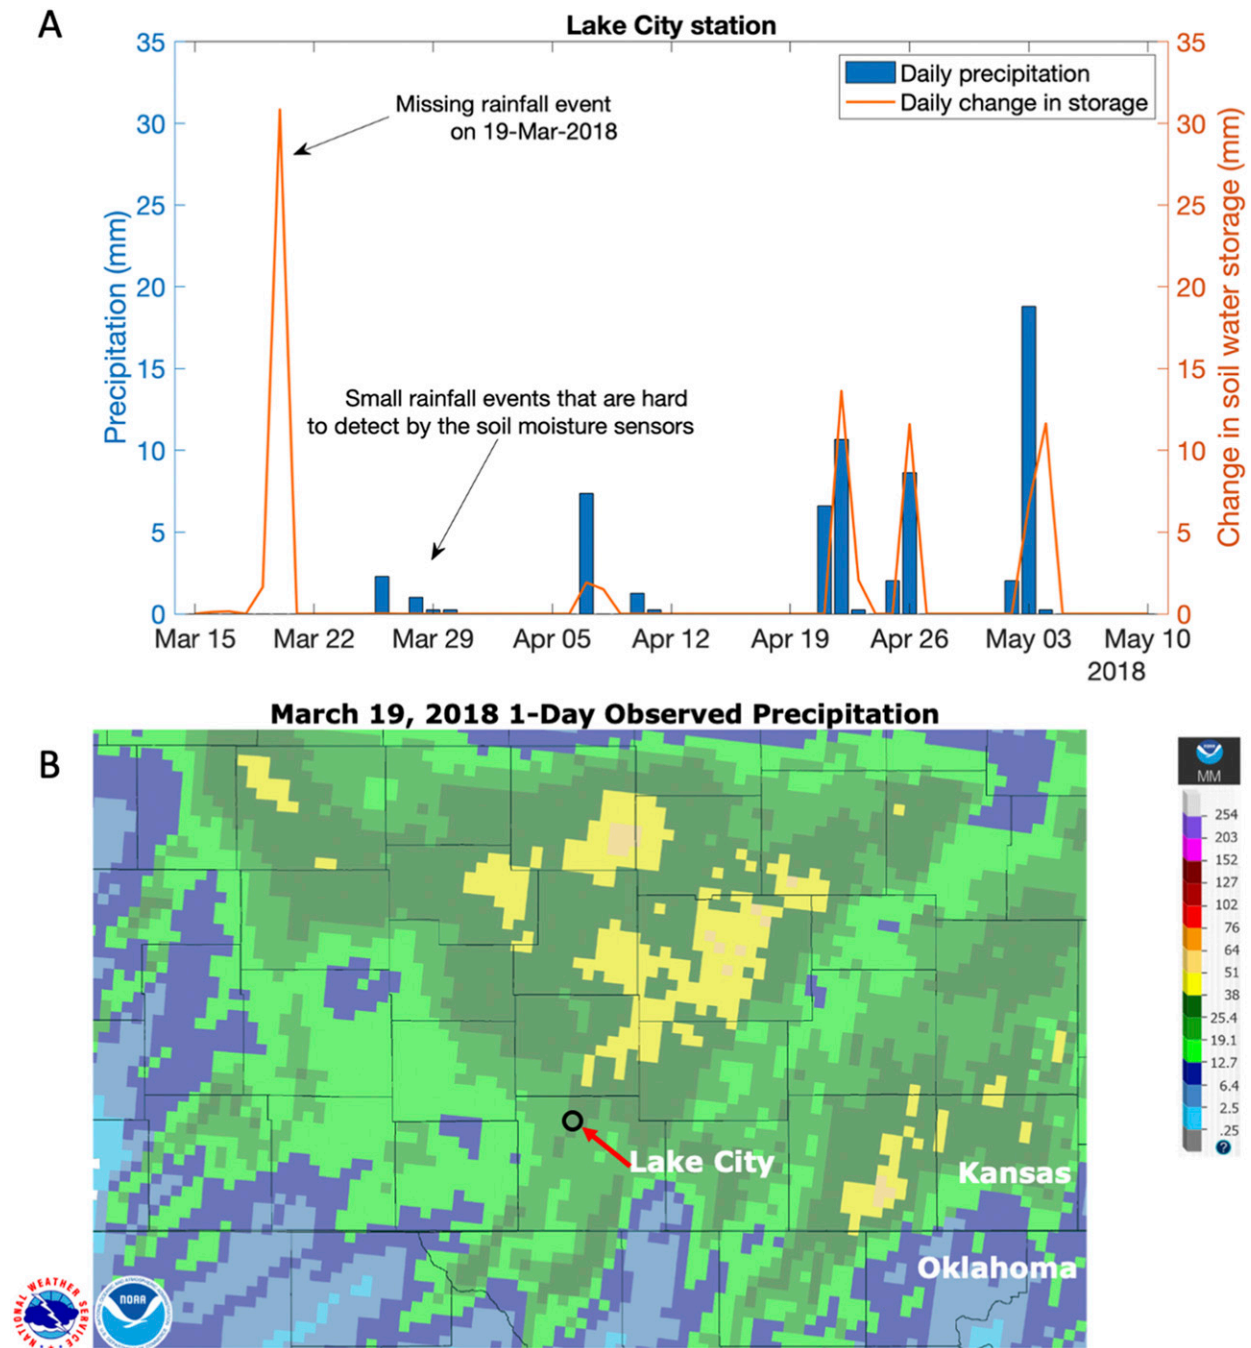 A
Lake City station
35
30
25
20
15
10
5
0
Precipitation (mm)
Missing rainfall event
on 19-Mar-2018
Small rainfall events that are hard
to detect by the soil moisture sensors
Daily precipitation
Daily change in storage
35
30
25
20
15
10
5
0
Change in soil water storage (mm)
Mar 15 Mar 22 Mar 29 Apr 05 Apr 12 Apr 19 Apr 26 May 03 May 10
2018
March 19, 2018 1-Day Observed Precipitation
B
Lake City
Kansas
Oklahoma
NATIONAL WEATHER SERVICE
NOAA
MM
254
203
152
127
102
76
64
51
38
25.4
19.1
12.7
6.4
2.5
.25
?